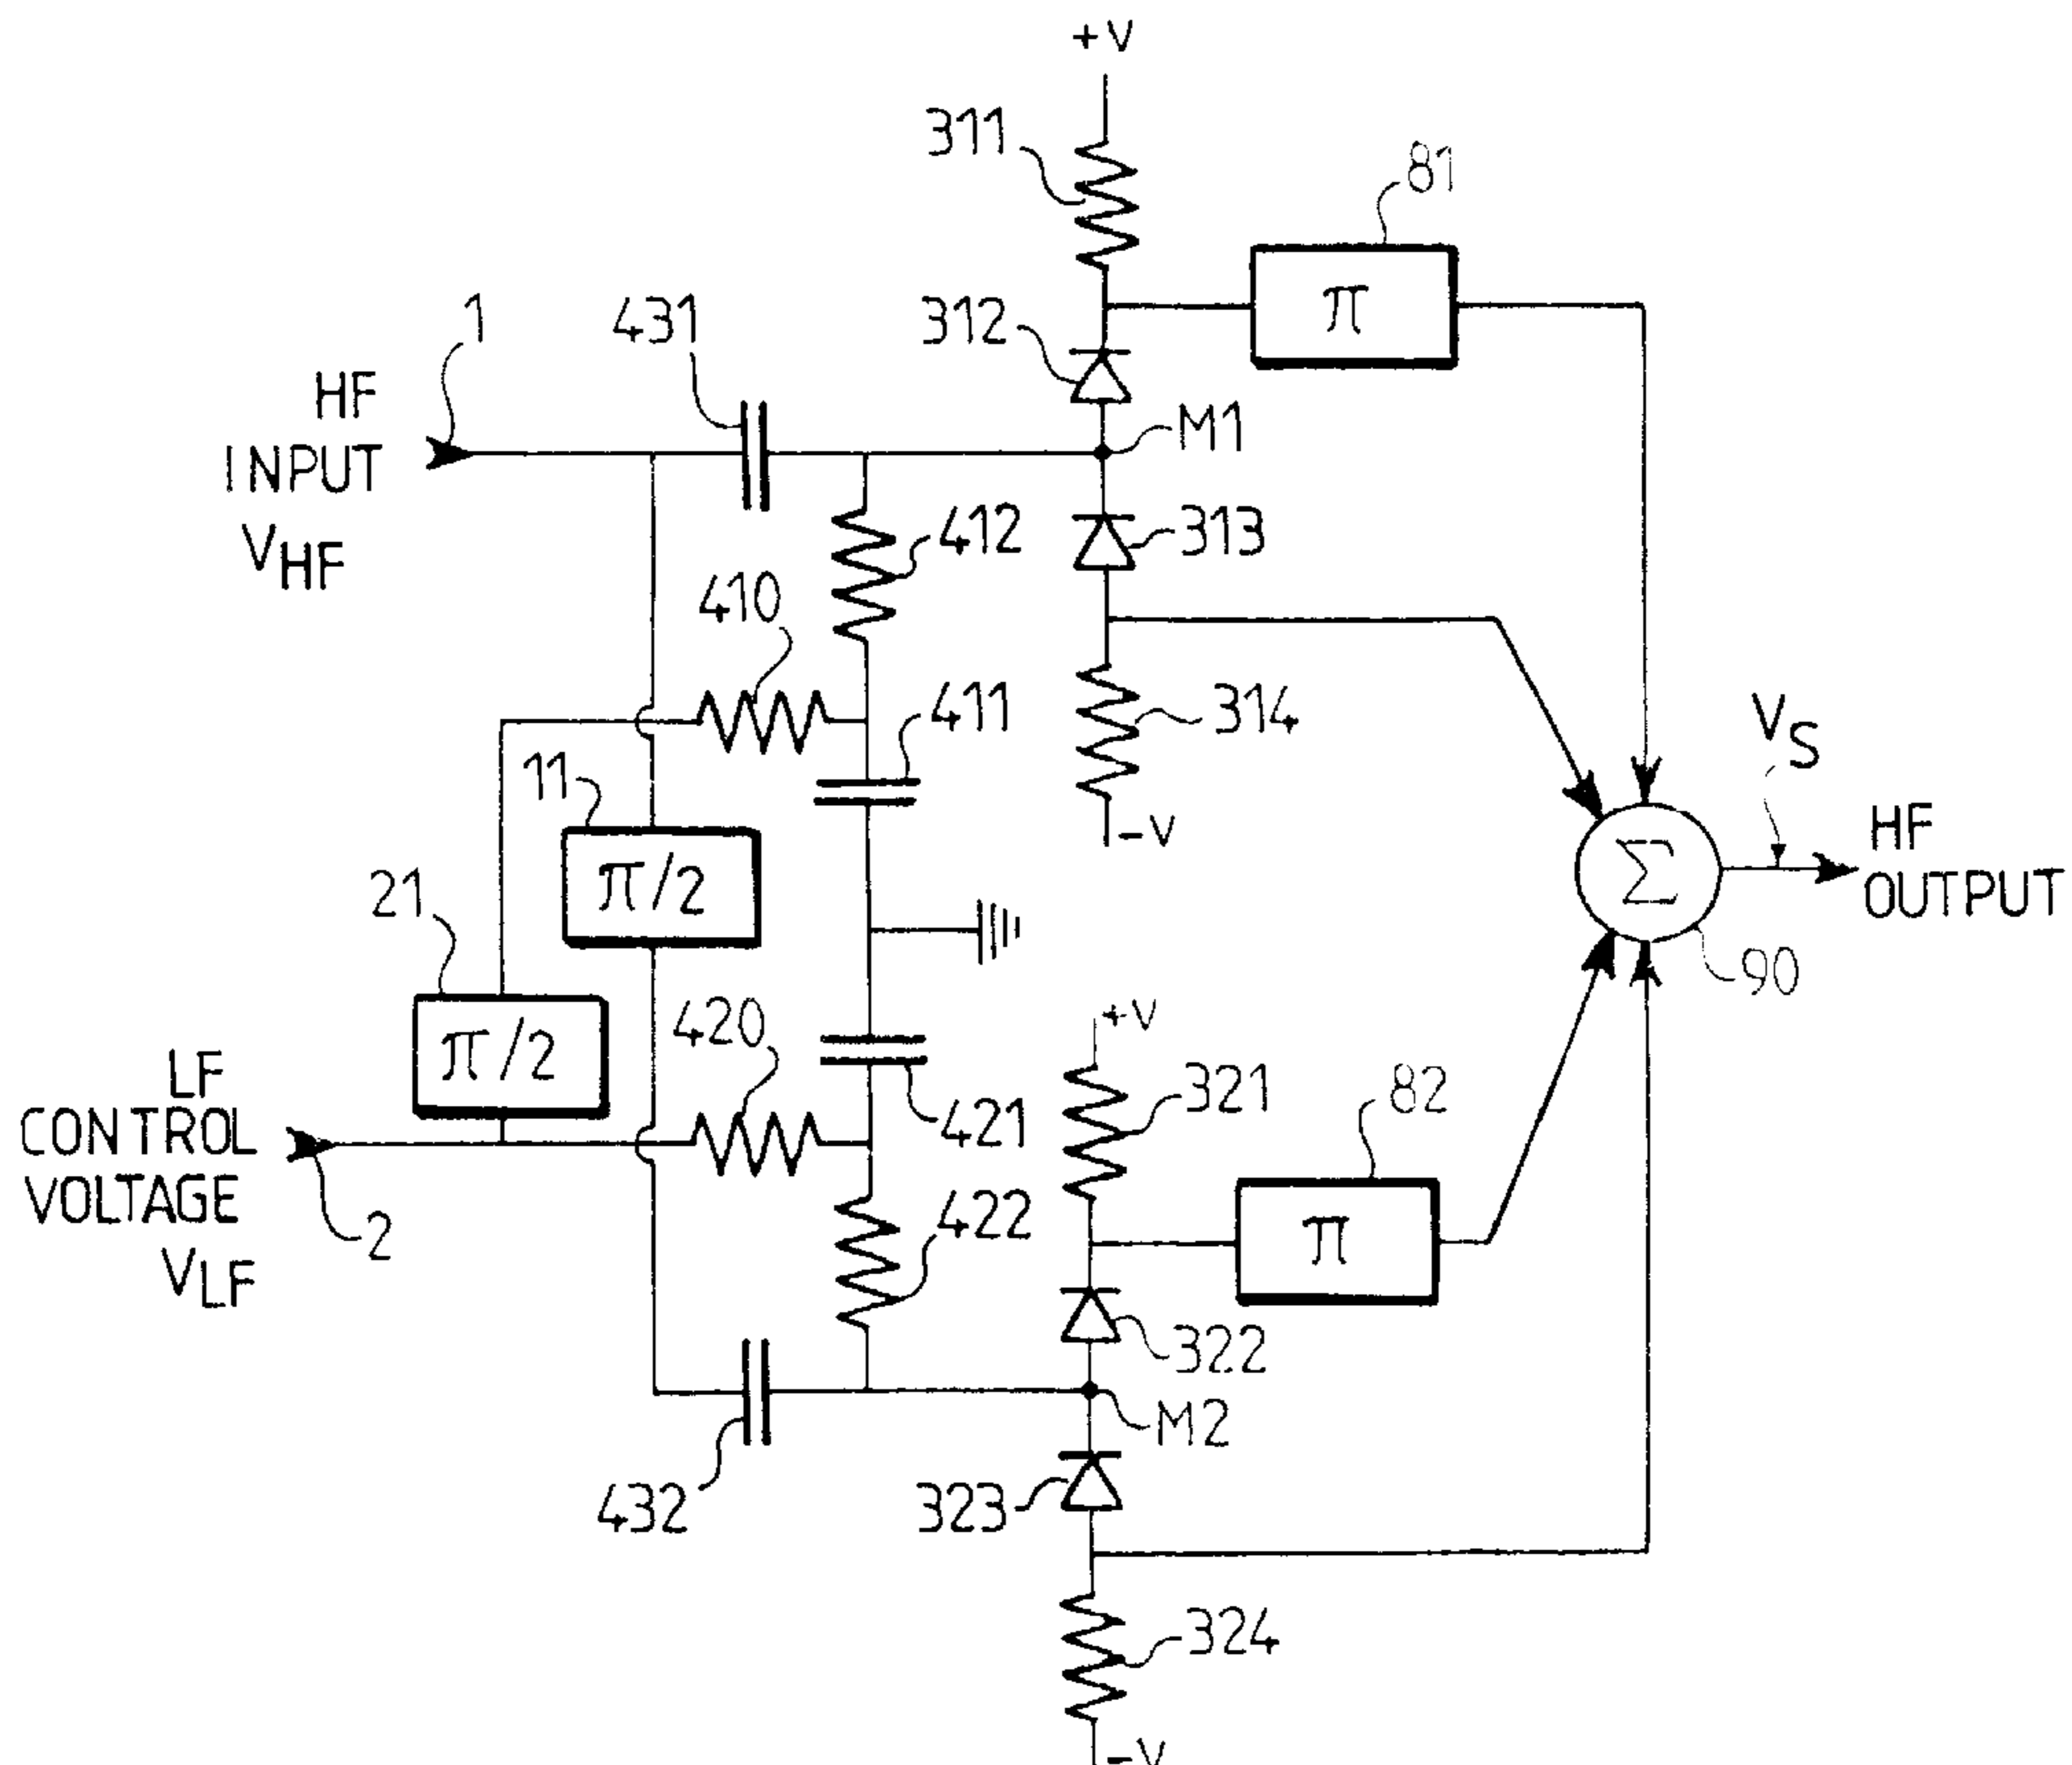 +V
311
81
π
312
431
1
HF
INPUT
VHF
M1
313
412
410
411
314
-V
VS
11
π/2
HF
OUTPUT
Σ
21
π/2
420
90
+V
LF
CONTROL
VOLTAGE
VLF
2
421
321
82
π
422
322
M2
432
323
324
-V